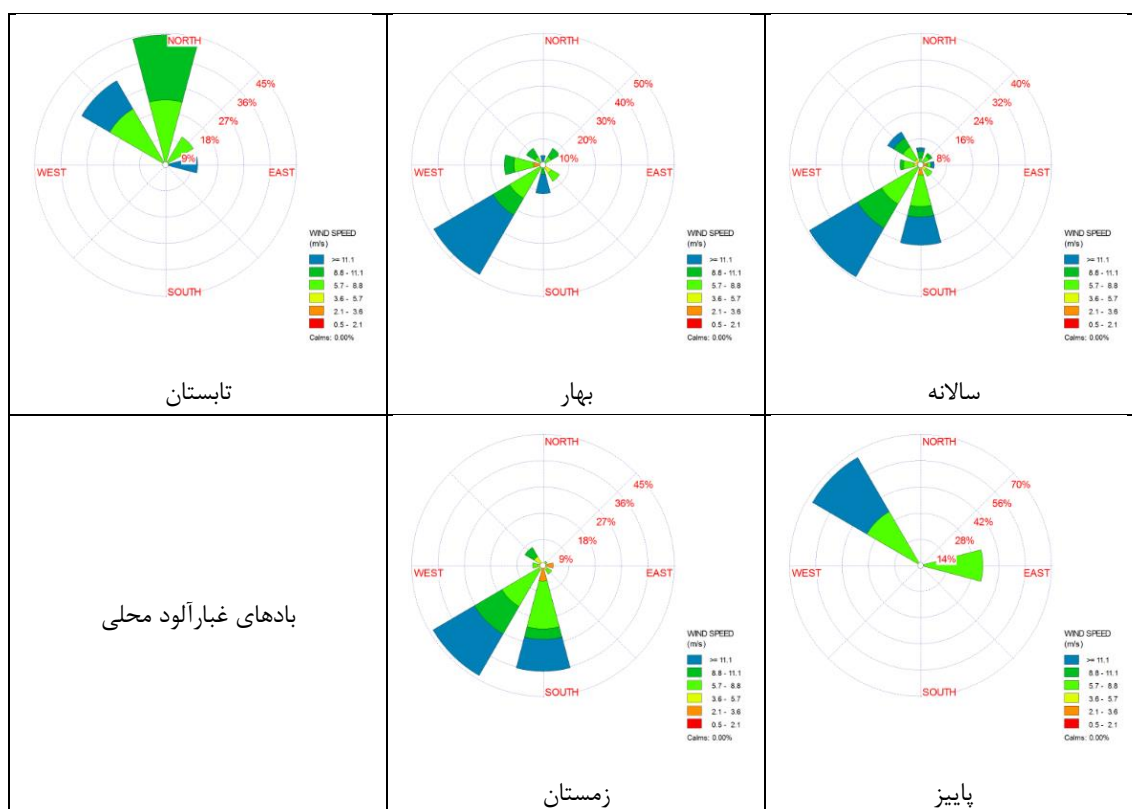 NORTH
40%
32%
24%
16%
8%
WEST
EAST
SOUTH
WIND SPEED
(m/s)
>= 11.1
8.8 - 11.1
5.7 - 8.8
3.6 - 5.7
2.1 - 3.6
0.5 - 2.1
Calms: 0.00%
سالانه
NORTH
50%
40%
30%
20%
10%
WEST
EAST
SOUTH
WIND SPEED
(m/s)
>= 11.1
8.8 - 11.1
5.7 - 8.8
3.6 - 5.7
2.1 - 3.6
0.5 - 2.1
Calms: 0.00%
بهار
NORTH
45%
36%
27%
18%
9%
WEST
EAST
SOUTH
WIND SPEED
(m/s)
>= 11.1
8.8 - 11.1
5.7 - 8.8
3.6 - 5.7
2.1 - 3.6
0.5 - 2.1
Calms: 0.00%
تابستان
NORTH
70%
56%
42%
28%
14%
WEST
EAST
SOUTH
WIND SPEED
(m/s)
>= 11.1
8.8 - 11.1
5.7 - 8.8
3.6 - 5.7
2.1 - 3.6
0.5 - 2.1
Calms: 0.00%
پاییز
NORTH
45%
36%
27%
18%
9%
WEST
EAST
SOUTH
WIND SPEED
(m/s)
>= 11.1
8.8 - 11.1
5.7 - 8.8
3.6 - 5.7
2.1 - 3.6
0.5 - 2.1
Calms: 0.00%
زمستان
بادهای غبارآلود محلی